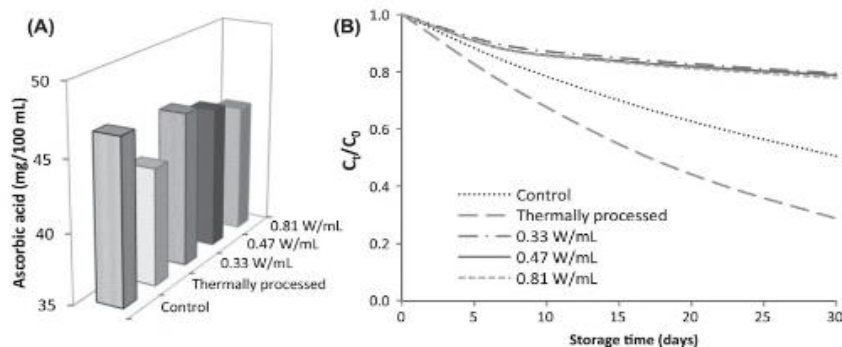 (A)
Ascorbic acid (mg/100 mL)
50
45
40
35
0.81 W/mL
0.47 W/mL
0.33 W/mL
Thermally processed
Control
(B)
Ct/C0
1.0
0.8
0.6
0.4
0.2
0.0
Control
Thermally processed
0.33 W/mL
0.47 W/mL
0.81 W/mL
0 5 10 15 20 25 30
Storage time (days)